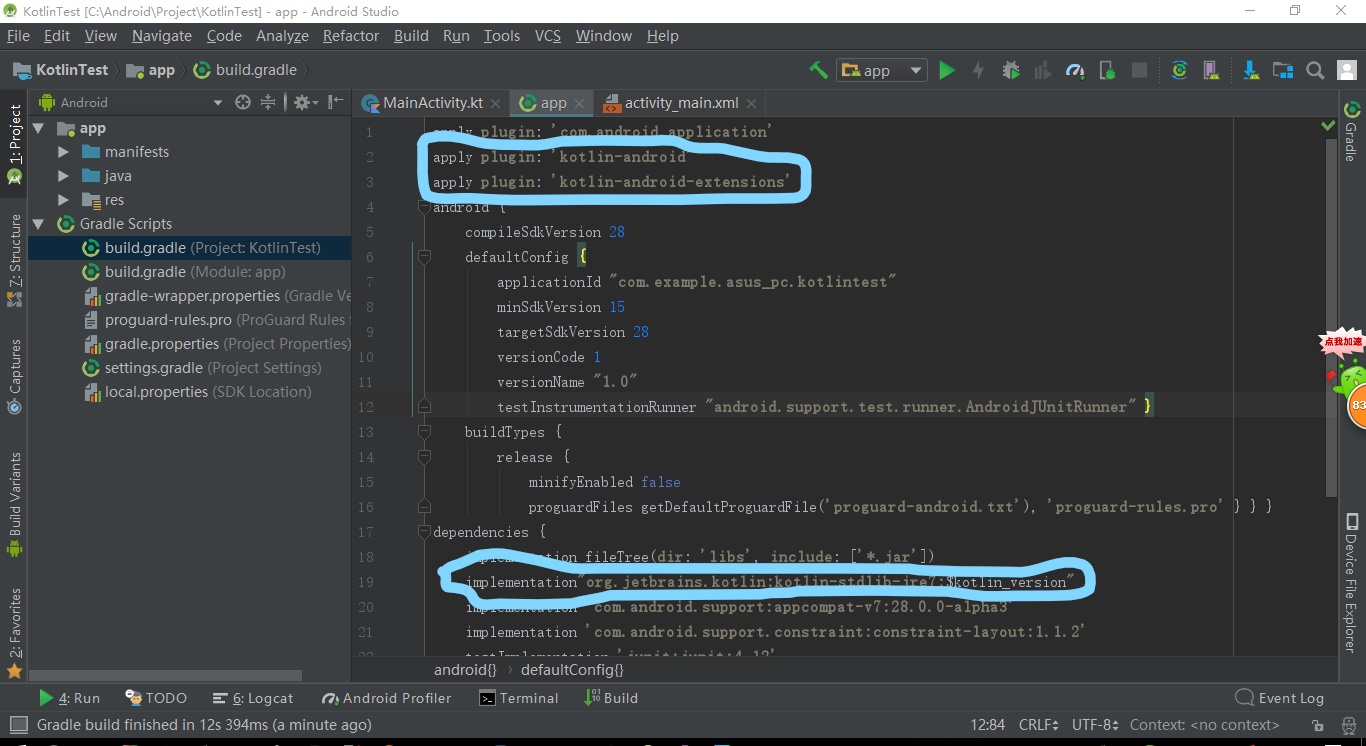 KotlinTest [C:\Android\Project\KotlinTest] - app - Android Studio
File Edit View Navigate Code Analyze Refactor Build Run Tools VCS Window Help
KotlinTest app build.gradle app
1: Project
Z: Structure
Captures
Build Variants
2: Favorites
Android
app
manifests
java
res
Gradle Scripts
build.gradle (Project: KotlinTest)
build.gradle (Module: app)
gradle-wrapper.properties (Gradle Ve
proguard-rules.pro (ProGuard Rules f
gradle.properties (Project Properties)
settings.gradle (Project Settings)
local.properties (SDK Location)
MainActivity.kt app activity_main.xml
1 apply plugin: 'com.android.application'
2 apply plugin: 'kotlin-android
3 apply plugin: 'kotlin-android-extensions'
4 android {
5 compileSdkVersion 28
6 defaultConfig {
7 applicationId "com.example.asus_pc.kotlintest"
8 minSdkVersion 15
9 targetSdkVersion 28
10 versionCode 1
11 versionName "1.0"
12 testInstrumentationRunner "android.support.test.runner.AndroidJUnitRunner" }
13 buildTypes {
14 release {
15 minifyEnabled false
16 proguardFiles getDefaultProguardFile('proguard-android.txt'), 'proguard-rules.pro' } } }
17 dependencies {
18 implementation fileTree(dir: 'libs', include: ['*.jar'])
19 implementation"org.jetbrains.kotlin:kotlin-stdlib-jre7:$kotlin_version"
20 implementation 'com.android.support:appcompat-v7:28.0.0-alpha3'
21 implementation 'com.android.support.constraint:constraint-layout:1.1.2'
22 testImplementation 'junit:junit:4.12'
android{} › defaultConfig{}
Gradle
点我加速
83
Device File Explorer
4: Run TODO 6: Logcat Android Profiler Terminal Build Event Log
Gradle build finished in 12s 394ms (a minute ago) 12:84 CRLF UTF-8 Context: <no context>